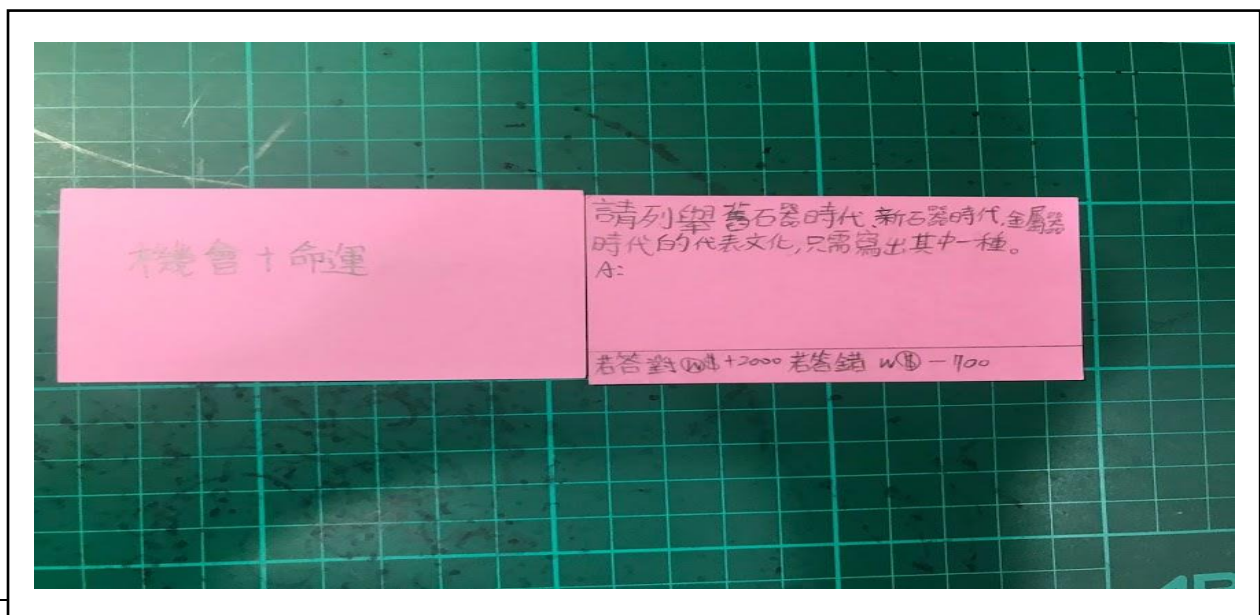 機會+命運
請列舉舊石器時代、新石器時代、金屬器
時代的代表文化,只需寫出其中一種。
A:
若答對W$+2000 若答錯 W$-700